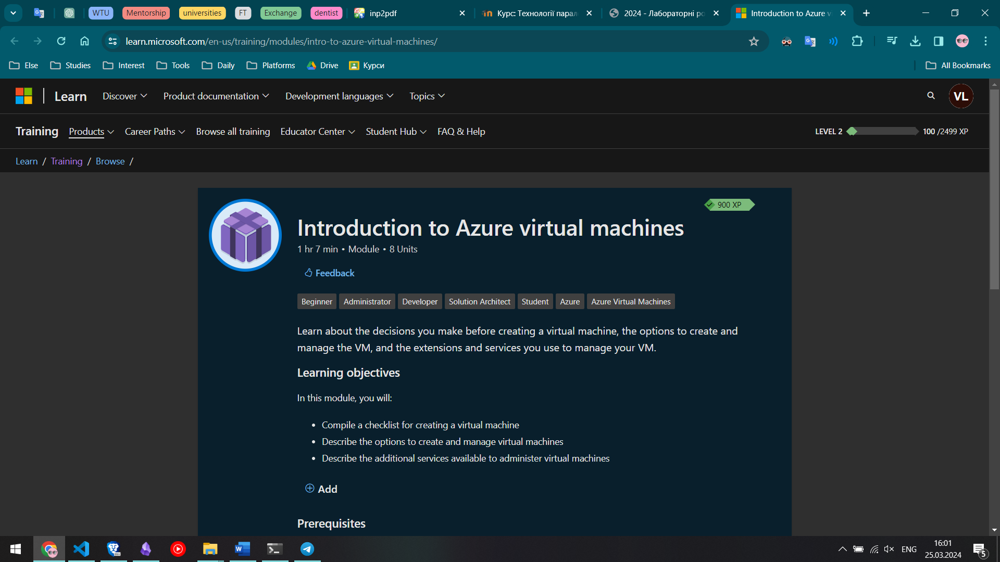 WTU
Mentorship
universities
FT
Exchange
dentist
inp2pdf
Курс: Технології парал
2024 - Лабораторні ро
Introduction to Azure vi
learn.microsoft.com/en-us/training/modules/intro-to-azure-virtual-machines/
Else
Studies
Interest
Tools
Daily
Platforms
Drive
Курси
All Bookmarks
Learn
Discover
Product documentation
Development languages
Topics
VL
Training
Products
Career Paths
Browse all training
Educator Center
Student Hub
FAQ & Help
LEVEL 2
100 /2499 XP
Learn / Training / Browse /
900 XP
Introduction to Azure virtual machines
1 hr 7 min • Module • 8 Units
Feedback
Beginner
Administrator
Developer
Solution Architect
Student
Azure
Azure Virtual Machines
Learn about the decisions you make before creating a virtual machine, the options to create and
manage the VM, and the extensions and services you use to manage your VM.
Learning objectives
In this module, you will:
• Compile a checklist for creating a virtual machine
• Describe the options to create and manage virtual machines
• Describe the additional services available to administer virtual machines
Add
Prerequisites
ENG
16:01
25.03.2024
5